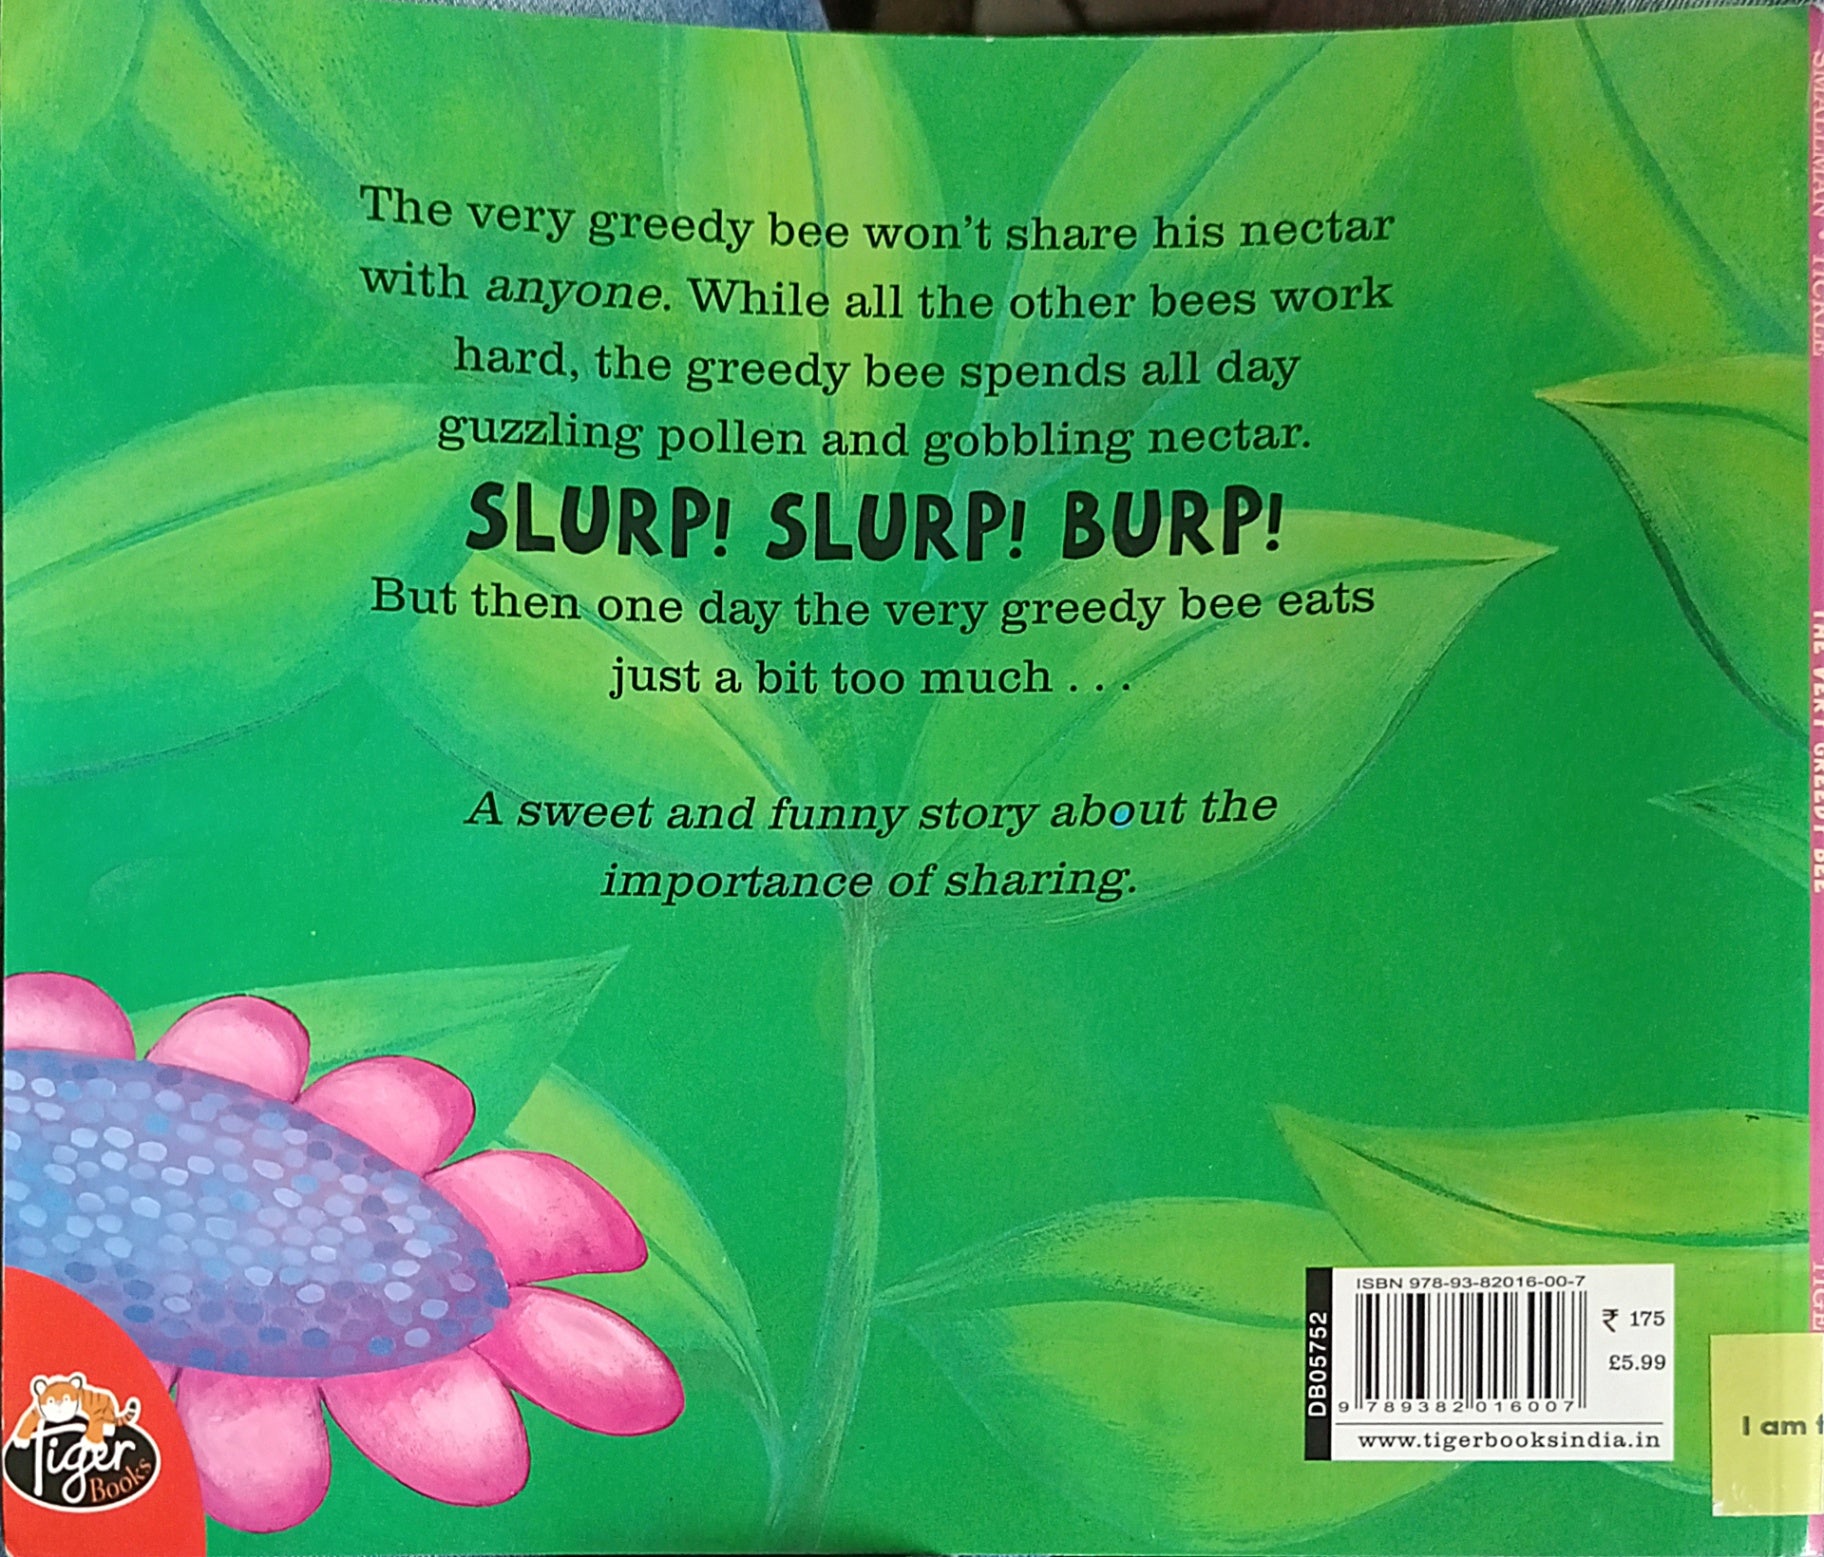 The very greedy bee won't share his nectar
with anyone. While all the other bees work
hard, the greedy bee spends all day
guzzling pollen and gobbling nectar.
SLURP! SLURP! BURP!
But then one day the very greedy bee eats
just a bit too much . . .
A sweet and funny story about the
importance of sharing.
SMALLMAN • TICKLE
THE VERY GREEDY BEE
Tiger
Books
DB05752
ISBN 978-93-82016-00-7
₹ 175
£5.99
9 789382 016007
www.tigerbooksindia.in
I am